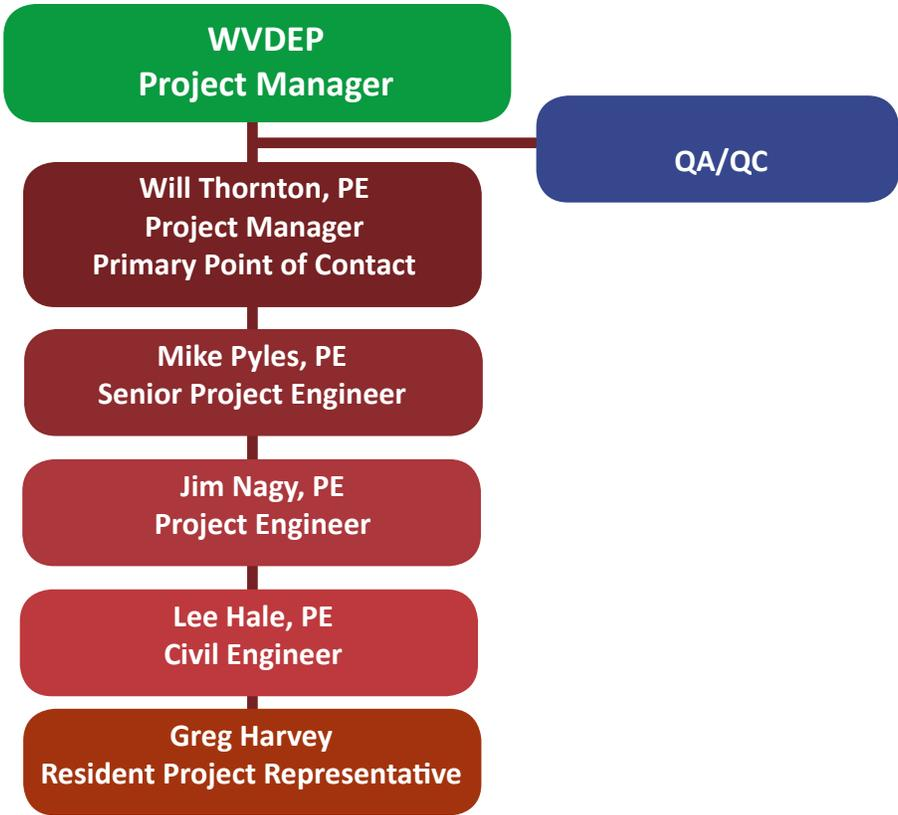 WVDEP
Project Manager
QA/QC
Will Thornton, PE
Project Manager
Primary Point of Contact
Mike Pyles, PE
Senior Project Engineer
Jim Nagy, PE
Project Engineer
Lee Hale, PE
Civil Engineer
Greg Harvey
Resident Project Representative